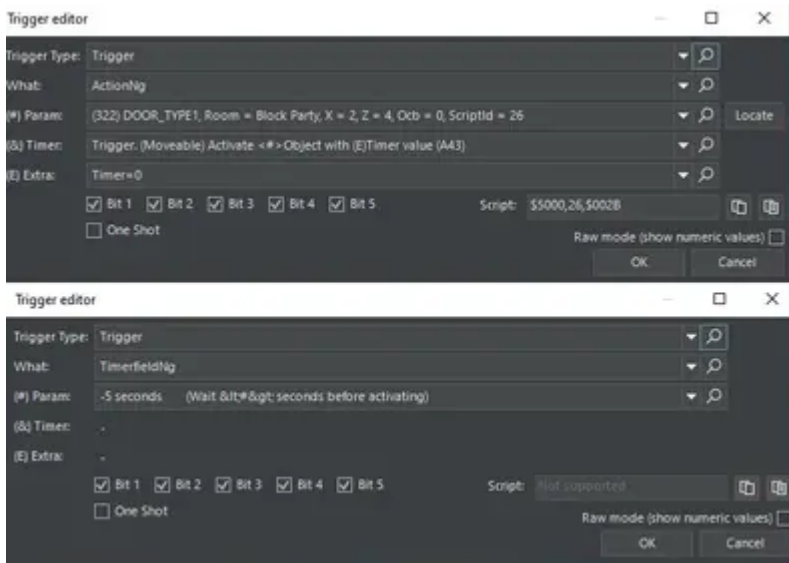 Trigger editor
Trigger Type: Trigger
What: ActionNg
(#) Param: (322) DOOR_TYPE1, Room = Block Party, X = 2, Z = 4, Ocb = 0, ScriptId = 26 Locate
(&) Timer: Trigger. (Moveable) Activate <#>Object with (E)Timer value (A43)
(E) Extra: Timer=0
Bit 1 Bit 2 Bit 3 Bit 4 Bit 5 Script: $5000,26,$002B
One Shot
Raw mode (show numeric values)
OK Cancel
Trigger editor
Trigger Type: Trigger
What: TimerfieldNg
(#) Param: -5 seconds (Wait &lt;#&gt; seconds before activating)
(&) Timer: -
(E) Extra: -
Bit 1 Bit 2 Bit 3 Bit 4 Bit 5 Script: Not supported
One Shot
Raw mode (show numeric values)
OK Cancel